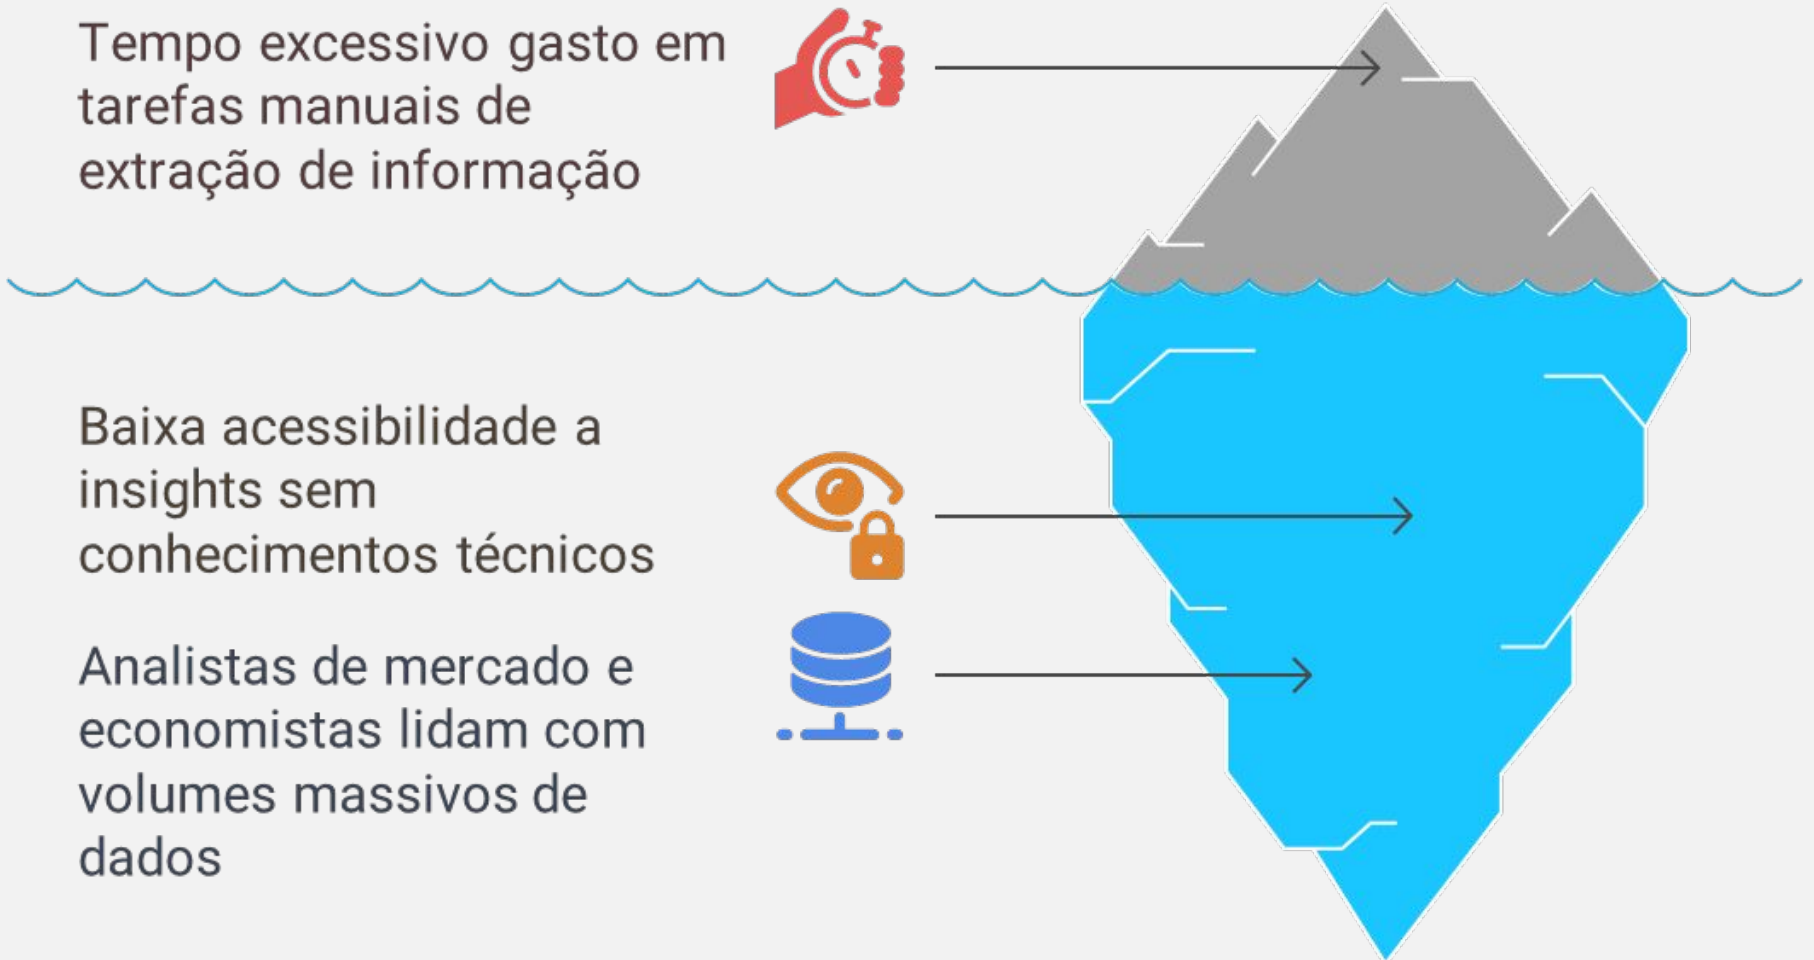 Tempo excessivo gasto em
tarefas manuais de
extração de informação
Baixa acessibilidade a
insights sem
conhecimentos técnicos
Analistas de mercado e
economistas lidam com
volumes massivos de
dados